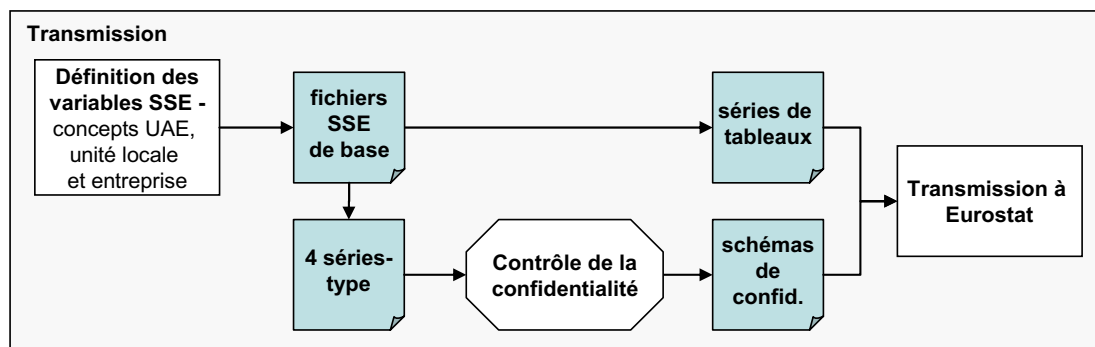 Transmission
Définition des
variables SSE -
concepts UAE,
unité locale
et entreprise
fichiers
SSE
de base
séries de
tableaux
Transmission à
Eurostat
4 séries-
type
Contrôle de la
confidentialité
schémas
de
confid.